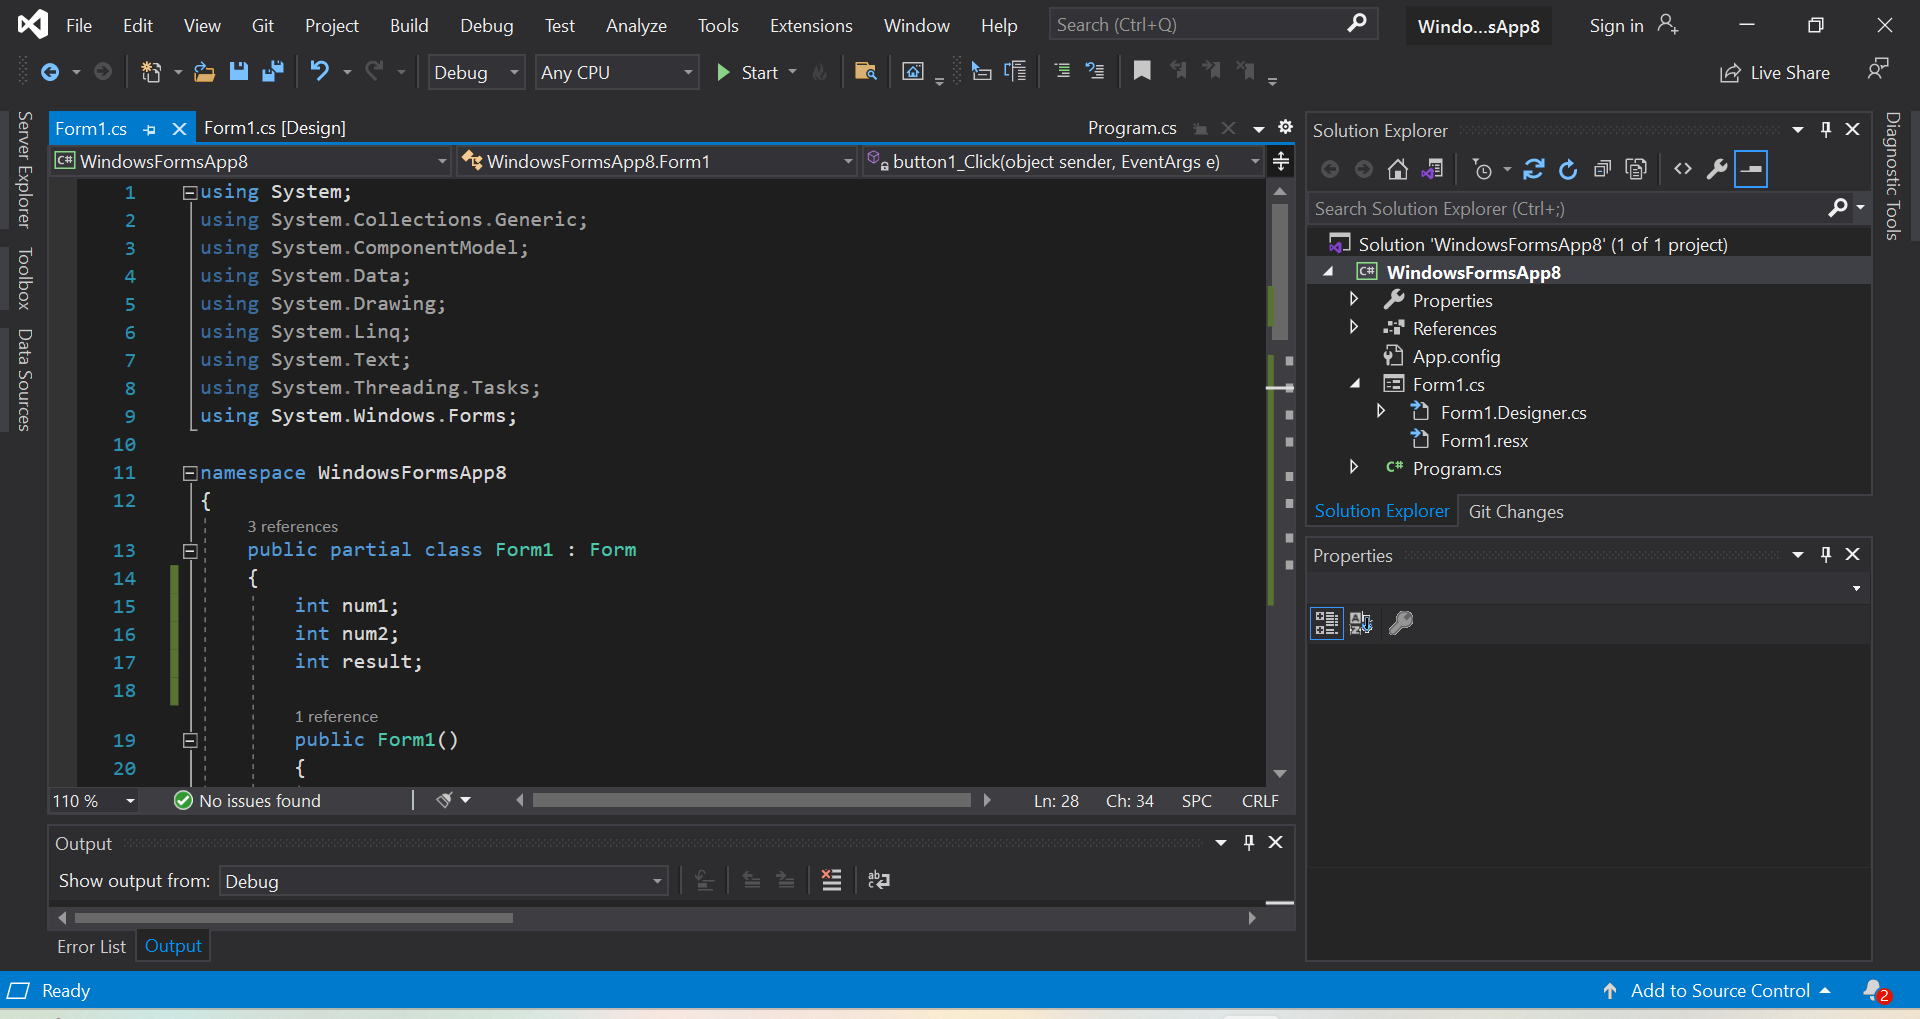 File Edit View Git Project Build Debug Test Analyze Tools Extensions Window Help Search (Ctrl+Q) Windo...sApp8 Sign in
Debug Any CPU Start Live Share
Server Explorer
Toolbox
Data Sources
Form1.cs Form1.cs [Design] Program.cs
C# WindowsFormsApp8 WindowsFormsApp8.Form1 button1_Click(object sender, EventArgs e)
1 using System;
2 using System.Collections.Generic;
3 using System.ComponentModel;
4 using System.Data;
5 using System.Drawing;
6 using System.Linq;
7 using System.Text;
8 using System.Threading.Tasks;
9 using System.Windows.Forms;
10
11 namespace WindowsFormsApp8
12 {
3 references
13 public partial class Form1 : Form
14 {
15 int num1;
16 int num2;
17 int result;
18
1 reference
19 public Form1()
20 {
110 % No issues found Ln: 28 Ch: 34 SPC CRLF
Output
Show output from: Debug
Error List Output
Solution Explorer
Search Solution Explorer (Ctrl+;)
Solution 'WindowsFormsApp8' (1 of 1 project)
C# WindowsFormsApp8
Properties
References
App.config
Form1.cs
Form1.Designer.cs
Form1.resx
C# Program.cs
Solution Explorer Git Changes
Properties
Diagnostic Tools
Ready Add to Source Control 2